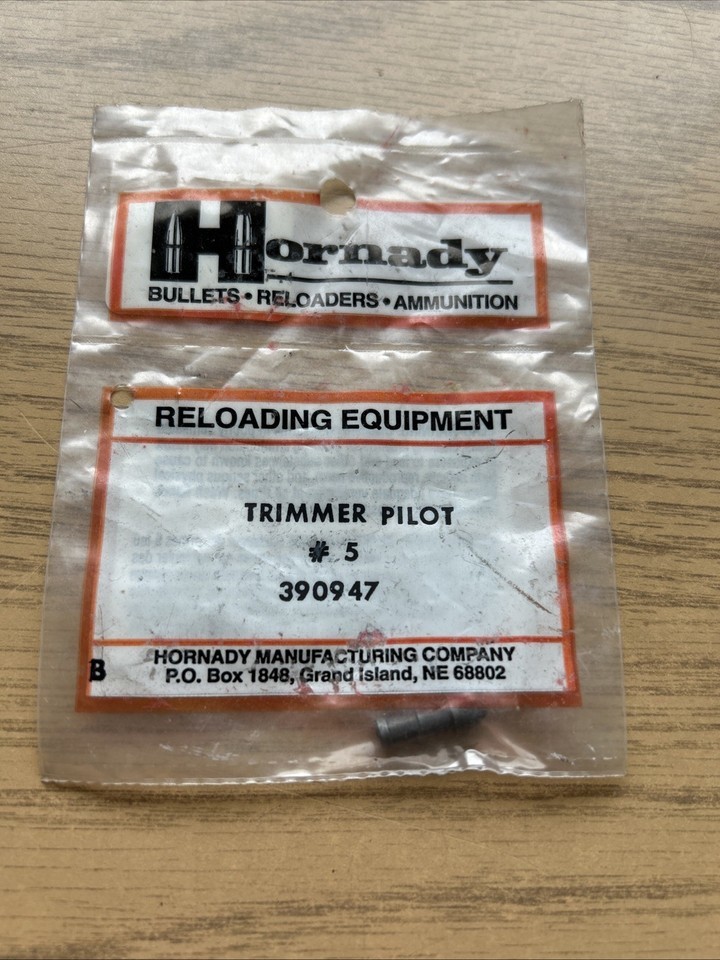 Hornady
BULLETS • RELOADERS • AMMUNITION
RELOADING EQUIPMENT
TRIMMER PILOT
# 5
390947
HORNADY MANUFACTURING COMPANY
B
P.O. Box 1848, Grand Island, NE 68802